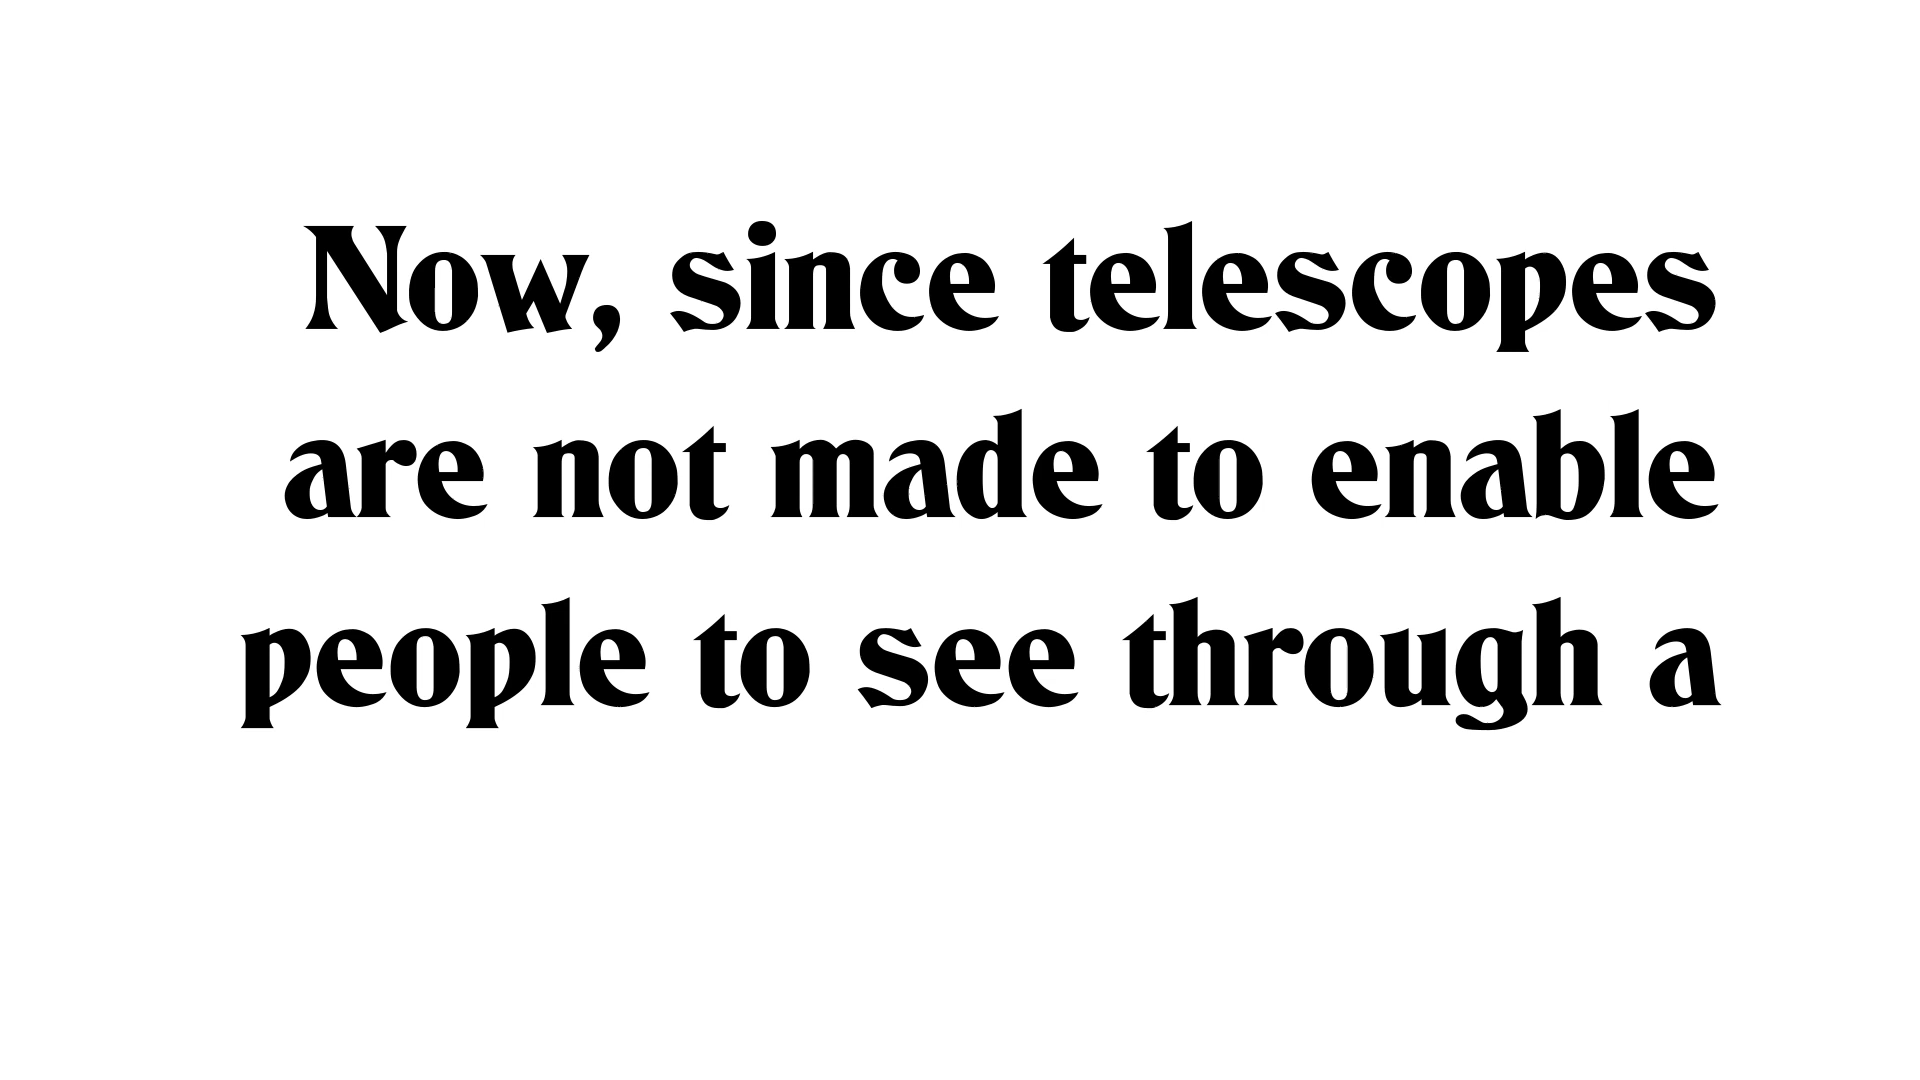 Now, since telescopes
are not made to enable
people to see through a